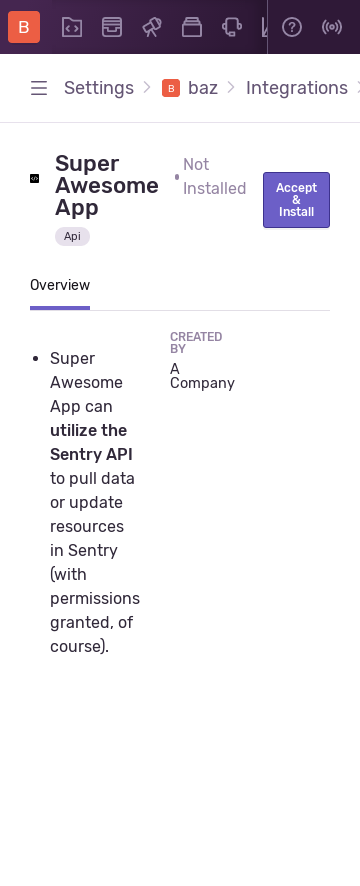 B
Settings
B baz
Integrations
Super
Awesome
App
Api
Not
Installed
Accept
&
Install
Overview
Super
Awesome
App can
utilize the
Sentry API
to pull data
or update
resources
in Sentry
(with
permissions
granted, of
course).
CREATED
BY
A
Company